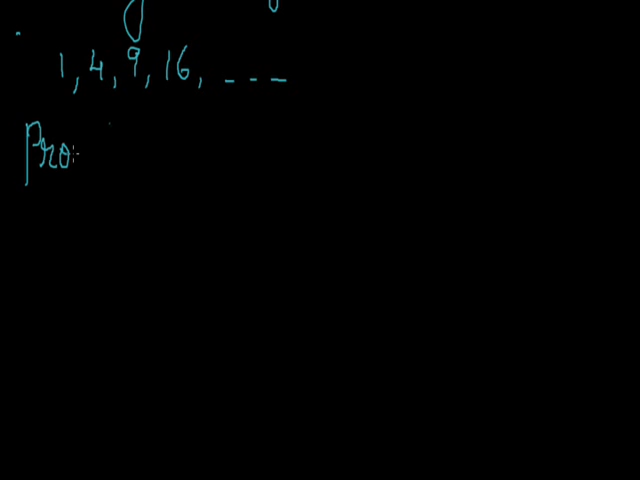 1, 4, 9, 16, - - -
Pro